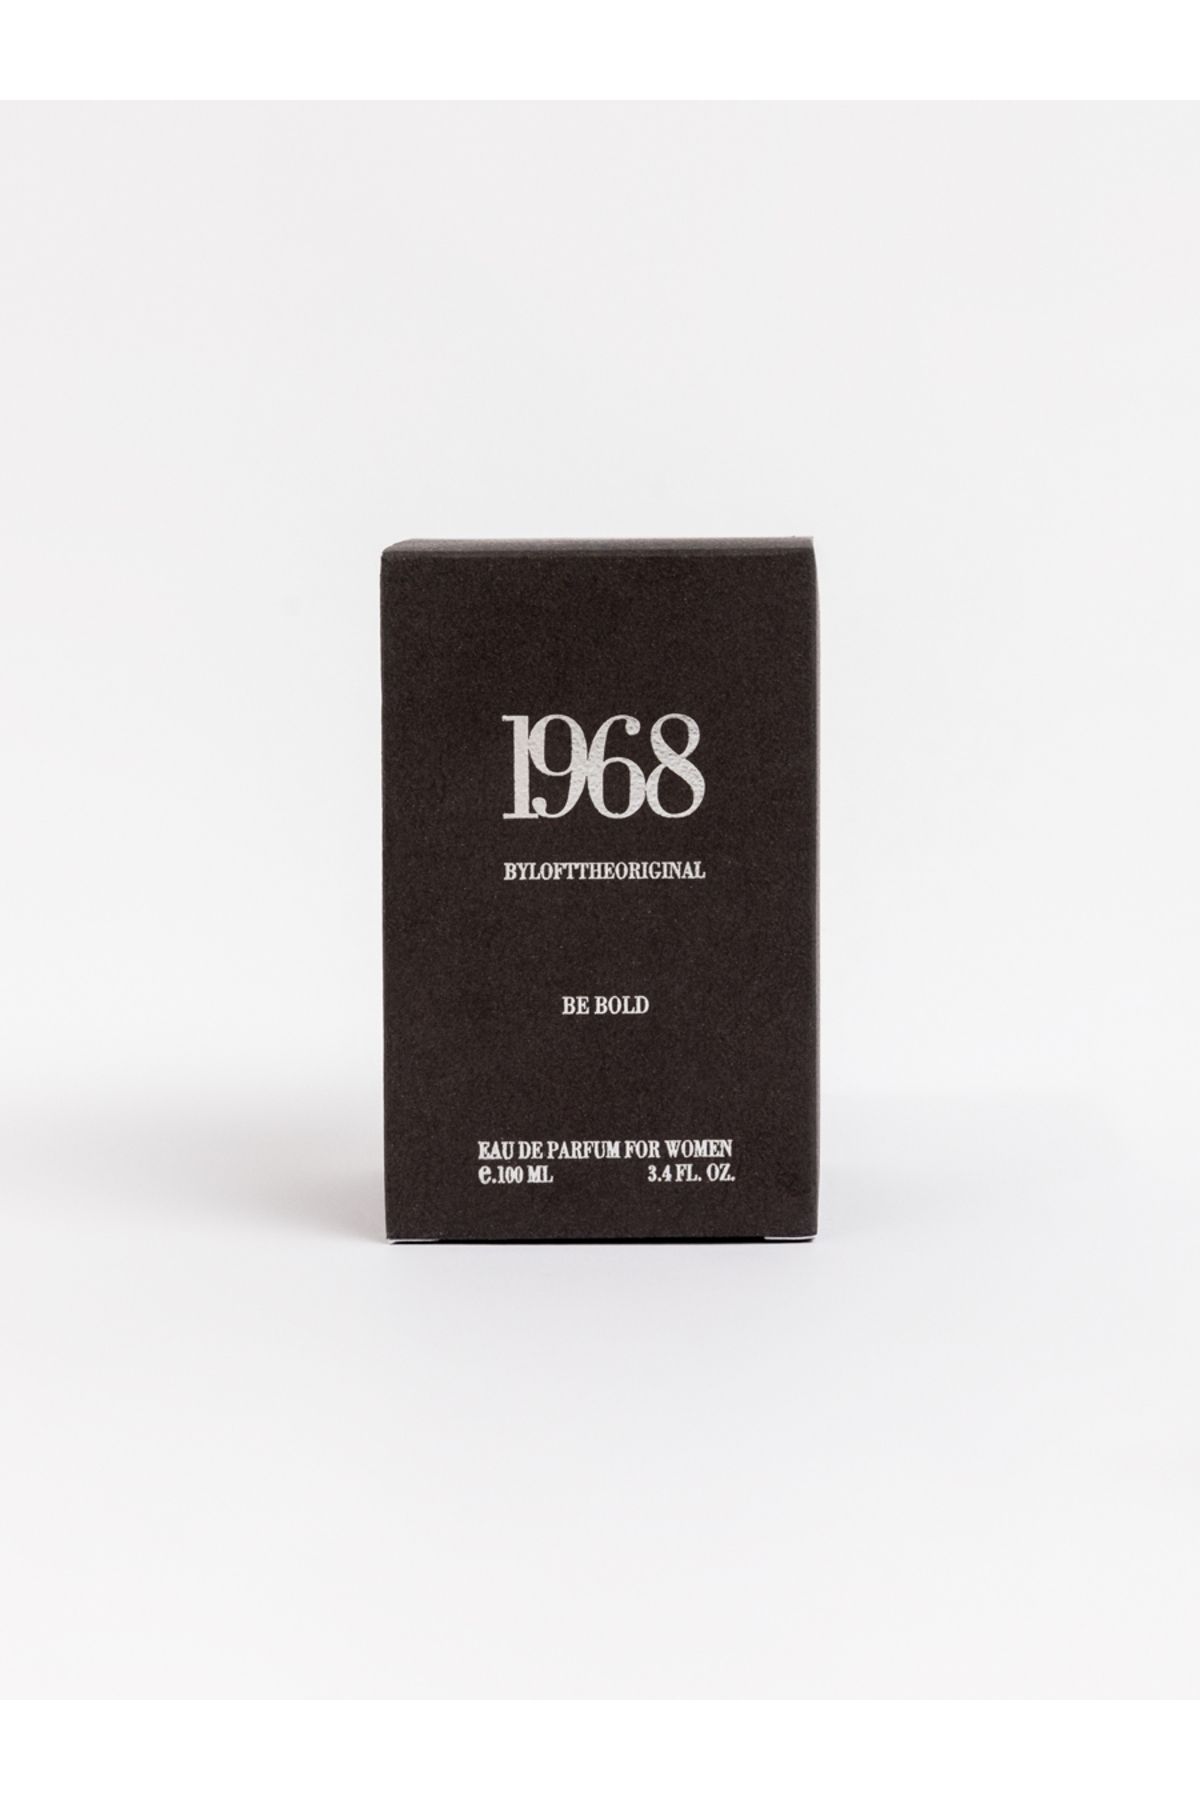 1968
BYLOFTTHEORIGINAL
BE BOLD
EAU DE PARFUM FOR WOMEN
e.100 ML 3.4 FL. OZ.